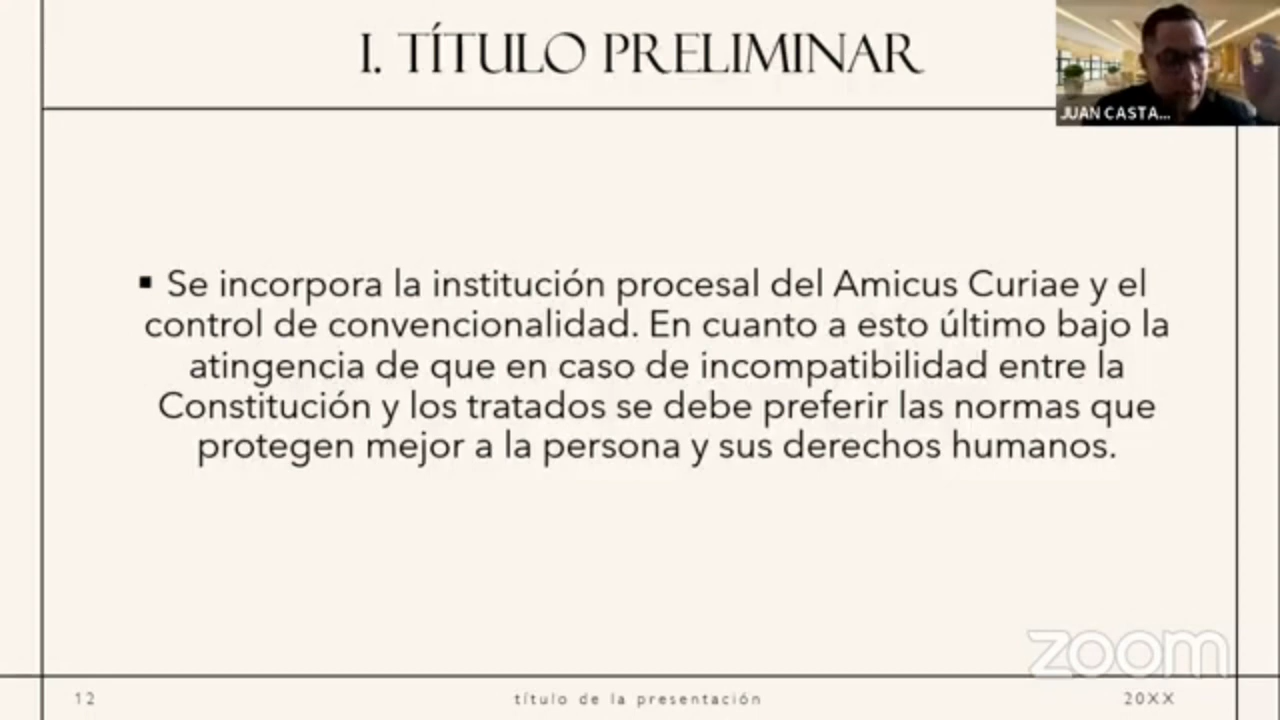 I. TÍTULO PRELIMINAR
JUAN CASTA...
▪ Se incorpora la institución procesal del Amicus Curiae y el
control de convencionalidad. En cuanto a esto último bajo la
atingencia de que en caso de incompatibilidad entre la
Constitución y los tratados se debe preferir las normas que
protegen mejor a la persona y sus derechos humanos.
zoom
12
título de la presentación
20XX